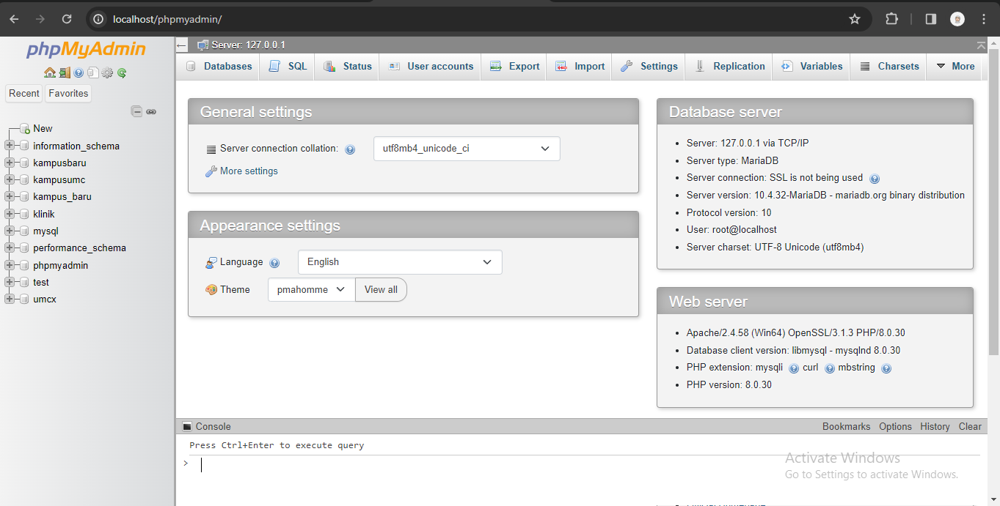 localhost/phpmyadmin/
phpMyAdmin
Recent Favorites
New
information_schema
kampusbaru
kampusumc
kampus_baru
klinik
mysql
performance_schema
phpmyadmin
test
umcx
Server: 127.0.0.1
Databases SQL Status User accounts Export Import Settings Replication Variables Charsets More
General settings
Server connection collation: utf8mb4_unicode_ci
More settings
Appearance settings
Language English
Theme pmahomme View all
Database server
Server: 127.0.0.1 via TCP/IP
Server type: MariaDB
Server connection: SSL is not being used
Server version: 10.4.32-MariaDB - mariadb.org binary distribution
Protocol version: 10
User: root@localhost
Server charset: UTF-8 Unicode (utf8mb4)
Web server
Apache/2.4.58 (Win64) OpenSSL/3.1.3 PHP/8.0.30
Database client version: libmysql - mysqlnd 8.0.30
PHP extension: mysqli curl mbstring
PHP version: 8.0.30
Console Bookmarks Options History Clear
Press Ctrl+Enter to execute query
>
Activate Windows
Go to Settings to activate Windows.